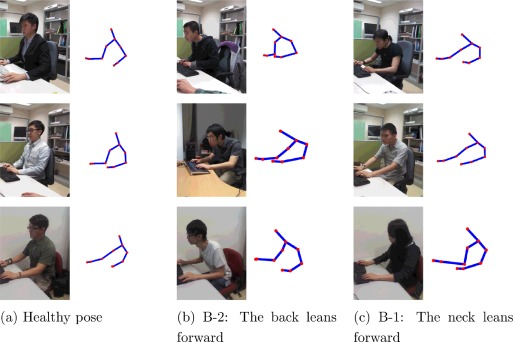 (a) Healthy pose
(b) B-2: The back leans
forward
(c) B-1: The neck leans
forward